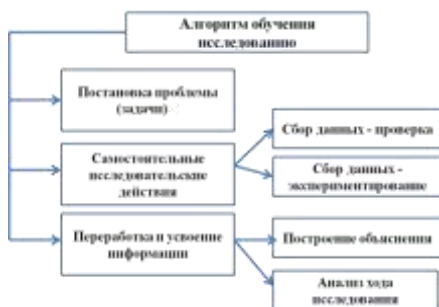 Алгоритм обучения
исследованию
Постановка проблемы
(задачи)
Самостоятельные
исследовательские
действия
Сбор данных - проверка
Сбор данных -
экспериментирование
Переработка и усвоение
информации
Построение объяснения
Анализ хода
исследования